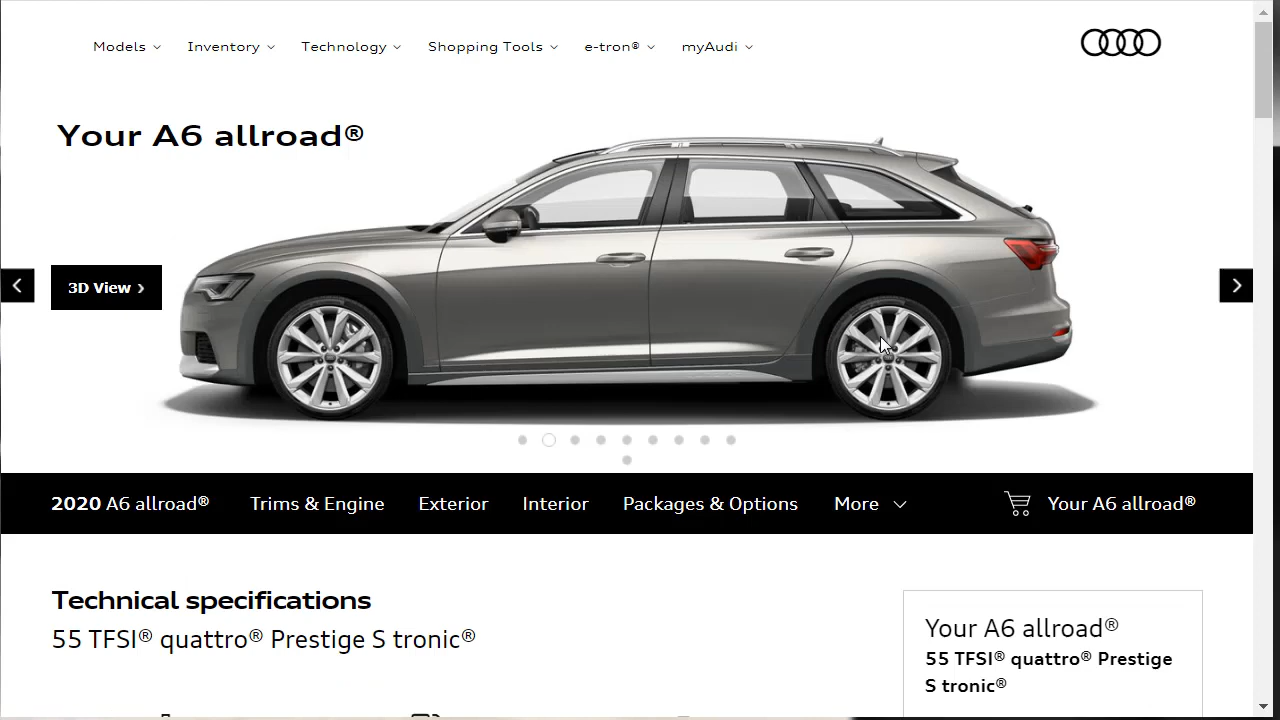 Models Inventory Technology Shopping Tools e-tron® myAudi
Your A6 allroad®
3D View ›
2020 A6 allroad® Trims & Engine Exterior Interior Packages & Options More Your A6 allroad®
Technical specifications
55 TFSI® quattro® Prestige S tronic®
Your A6 allroad®
55 TFSI® quattro® Prestige
S tronic®